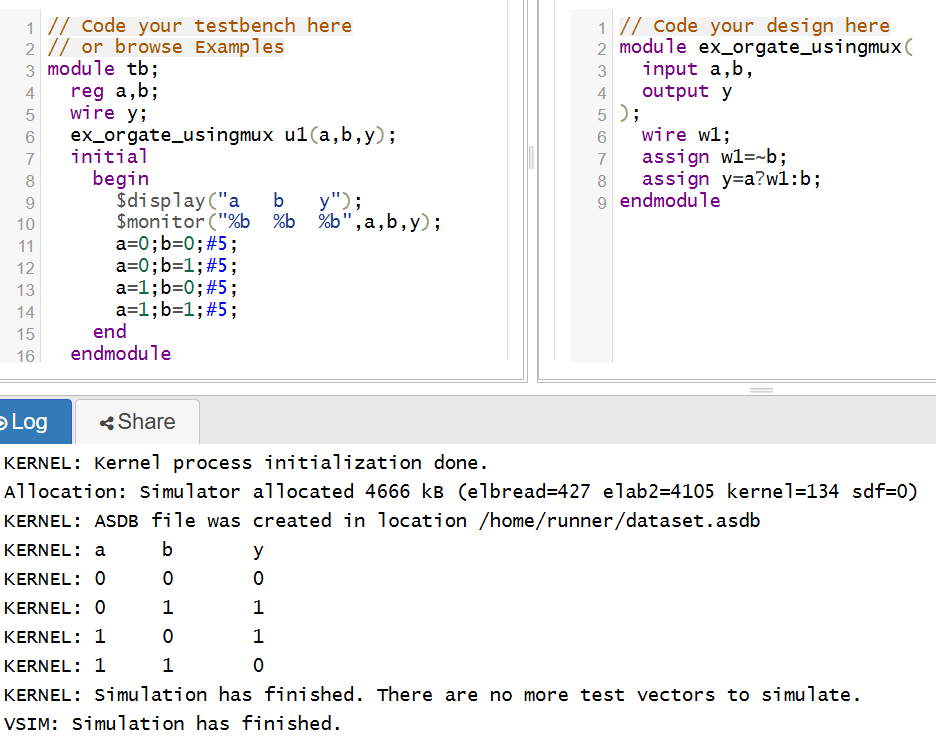 1 // Code your testbench here
2 // or browse Examples
3 module tb;
4 reg a,b;
5 wire y;
6 ex_orgate_usingmux u1(a,b,y);
7 initial
8 begin
9 $display("a   b   y");
10 $monitor("%b  %b  %b",a,b,y);
11 a=0;b=0;#5;
12 a=0;b=1;#5;
13 a=1;b=0;#5;
14 a=1;b=1;#5;
15 end
16 endmodule
1 // Code your design here
2 module ex_orgate_usingmux(
3 input a,b,
4 output y
5 );
6 wire w1;
7 assign w1=~b;
8 assign y=a?w1:b;
9 endmodule
Log Share
KERNEL: Kernel process initialization done.
Allocation: Simulator allocated 4666 kB (elbread=427 elab2=4105 kernel=134 sdf=0)
KERNEL: ASDB file was created in location /home/runner/dataset.asdb
KERNEL: a b y
KERNEL: 0 0 0
KERNEL: 0 1 1
KERNEL: 1 0 1
KERNEL: 1 1 0
KERNEL: Simulation has finished. There are no more test vectors to simulate.
VSIM: Simulation has finished.